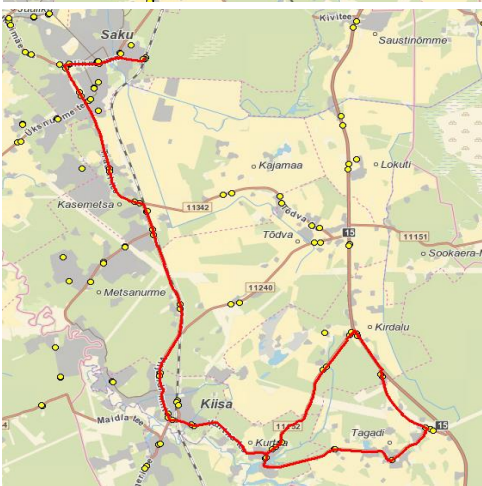 Kivitee
Saku
Saustinõmme
Üksnurme tee
Kajamaa
Lokuti
11342
Kasemetsa
Tõdva
15
11151
Tõdva
Sookaera-
Metsanurme
11240
Kirdalu
Kiisa
Maidla tee
15
Kurtna
Tagadi